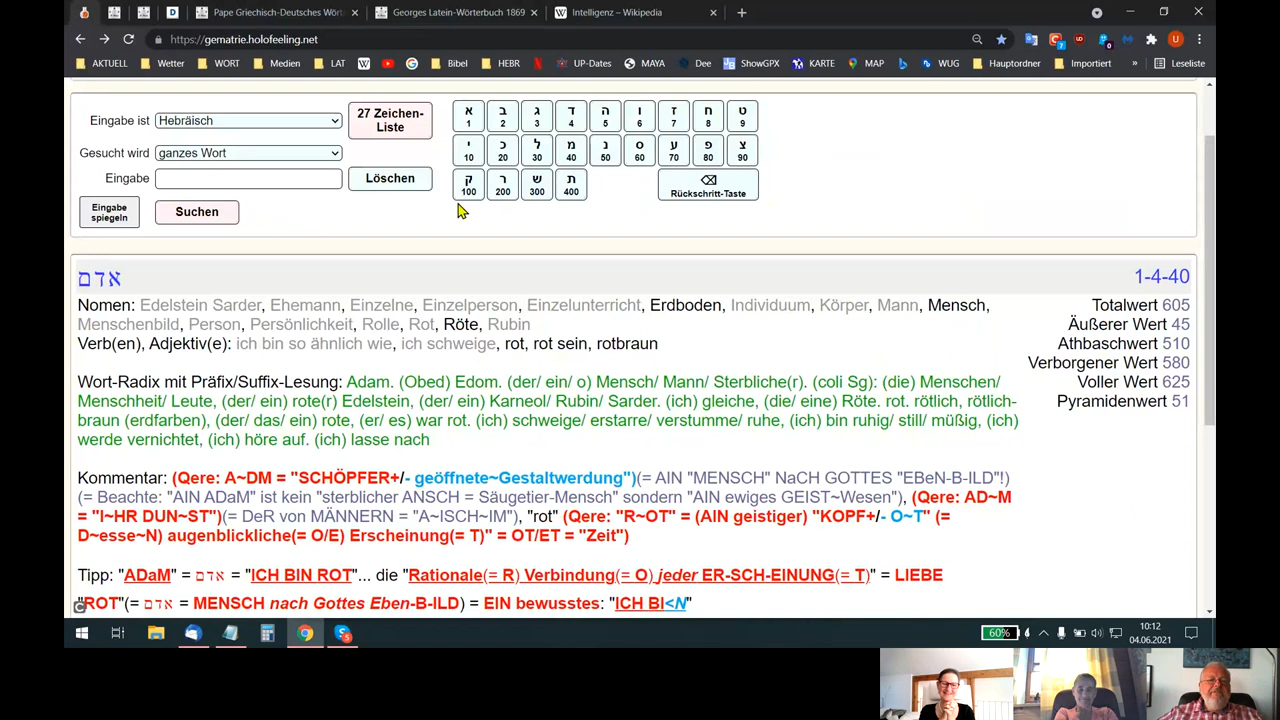 Pape Griechisch-Deutsches Wört
Georges Latein-Wörterbuch 1869
Intelligenz – Wikipedia
https://gematrie.holofeeling.net
AKTUELL Wetter WORT Medien LAT Bibel HEBR UP-Dates MAYA Dee ShowGPX KARTE MAP WUG Hauptordner Importiert » Leseliste
Eingabe ist Hebräisch
27 Zeichen-
Liste
Gesucht wird ganzes Wort
Eingabe Löschen
Eingabe
spiegeln
Suchen
א ב ג ד ה ו ז ח ט
1 2 3 4 5 6 7 8 9
י כ ל מ נ ס ע פ צ
10 20 30 40 50 60 70 80 90
ק ר ש ת
100 200 300 400
Rückschritt-Taste
אדם 1-4-40
Nomen: Edelstein Sarder, Ehemann, Einzelne, Einzelperson, Einzelunterricht, Erdboden, Individuum, Körper, Mann, Mensch,
Menschenbild, Person, Persönlichkeit, Rolle, Rot, Röte, Rubin
Verb(en), Adjektiv(e): ich bin so ähnlich wie, ich schweige, rot, rot sein, rotbraun
Totalwert 605
Äußerer Wert 45
Athbaschwert 510
Verborgener Wert 580
Voller Wert 625
Pyramidenwert 51
Wort-Radix mit Präfix/Suffix-Lesung: Adam. (Obed) Edom. (der/ ein/ o) Mensch/ Mann/ Sterbliche(r). (coli Sg): (die) Menschen/
Menschheit/ Leute, (der/ ein) rote(r) Edelstein, (der/ ein) Karneol/ Rubin/ Sarder. (ich) gleiche, (die/ eine) Röte. rot. rötlich, rötlich-
braun (erdfarben), (der/ das/ ein) rote, (er/ es) war rot. (ich) schweige/ erstarre/ verstumme/ ruhe, (ich) bin ruhig/ still/ müßig, (ich)
werde vernichtet, (ich) höre auf. (ich) lasse nach
Kommentar: (Qere: A~DM = "SCHÖPFER+/- geöffnete~Gestaltwerdung")(= AIN "MENSCH" NaCH GOTTES "EBeN-B-ILD"!)
(= Beachte: "AIN ADaM" ist kein "sterblicher ANSCH = Säugetier-Mensch" sondern "AIN ewiges GEIST~Wesen"), (Qere: AD~M
= "I~HR DUN~ST")(= DeR von MÄNNERN = "A~ISCH~IM"), "rot" (Qere: "R~OT" = (AIN geistiger) "KOPF+/- O~T" (=
D~esse~N) augenblickliche(= O/E) Erscheinung(= T)" = OT/ET = "Zeit")
Tipp: "ADaM" = אדם = "ICH BIN ROT"... die "Rationale(= R) Verbindung(= O) jeder ER-SCH-EINUNG(= T)" = LIEBE
"ROT"(= אדם = MENSCH nach Gottes Eben-B-ILD) = EIN bewusstes: "ICH BI<N"
60%
10:12
04.06.2021